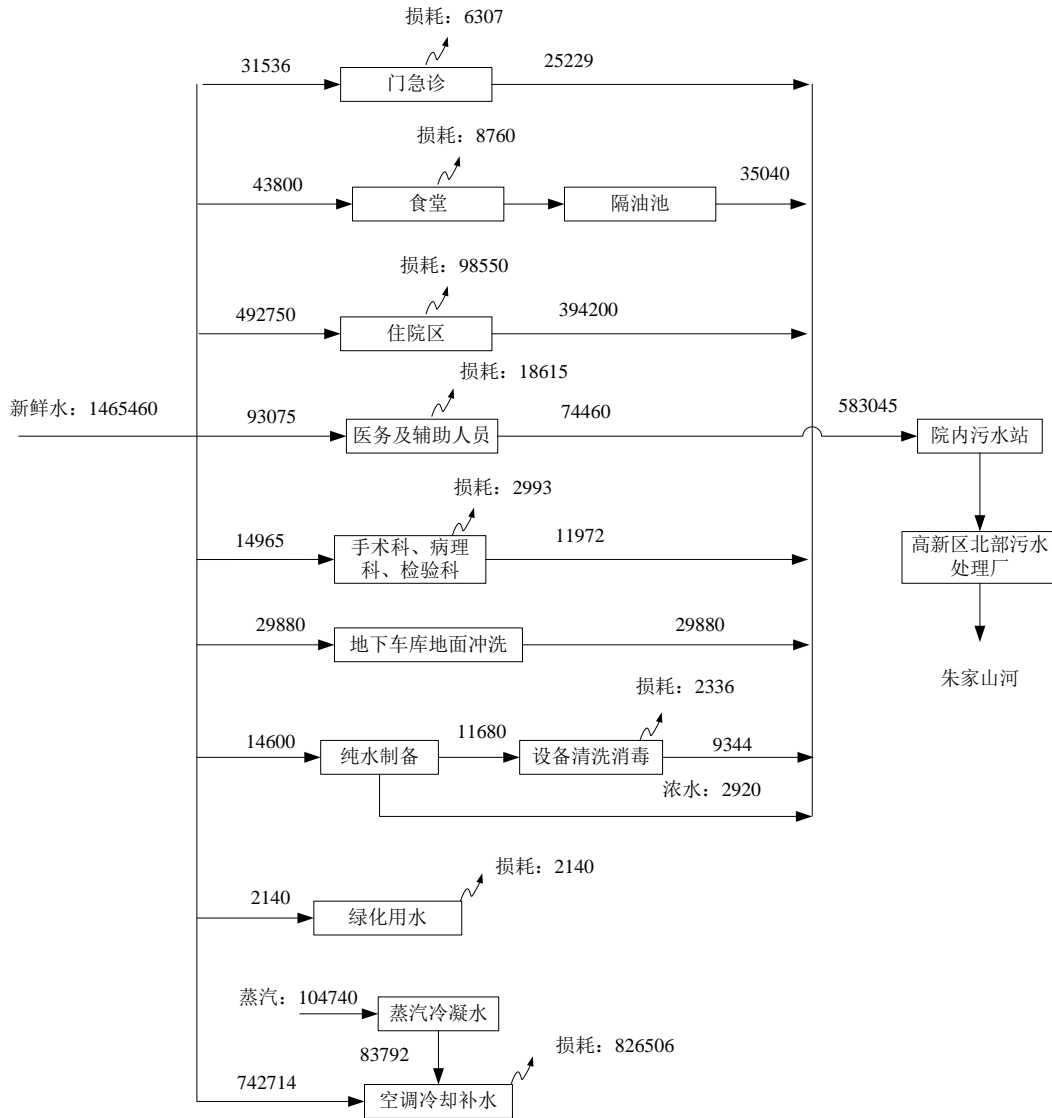 损耗：6307
31536
门急诊
25229
损耗：8760
43800
食堂
隔油池
35040
损耗：98550
492750
住院区
394200
新鲜水：1465460
损耗：18615
93075
医务及辅助人员
74460
583045
院内污水站
损耗：2993
14965
手术科、病理
科、检验科
11972
高新区北部污水
处理厂
29880
地下车库地面冲洗
29880
朱家山河
损耗：2336
14600
纯水制备
11680
设备清洗消毒
9344
浓水：2920
损耗：2140
2140
绿化用水
蒸汽：104740
蒸汽冷凝水
83792
损耗：826506
742714
空调冷却补水